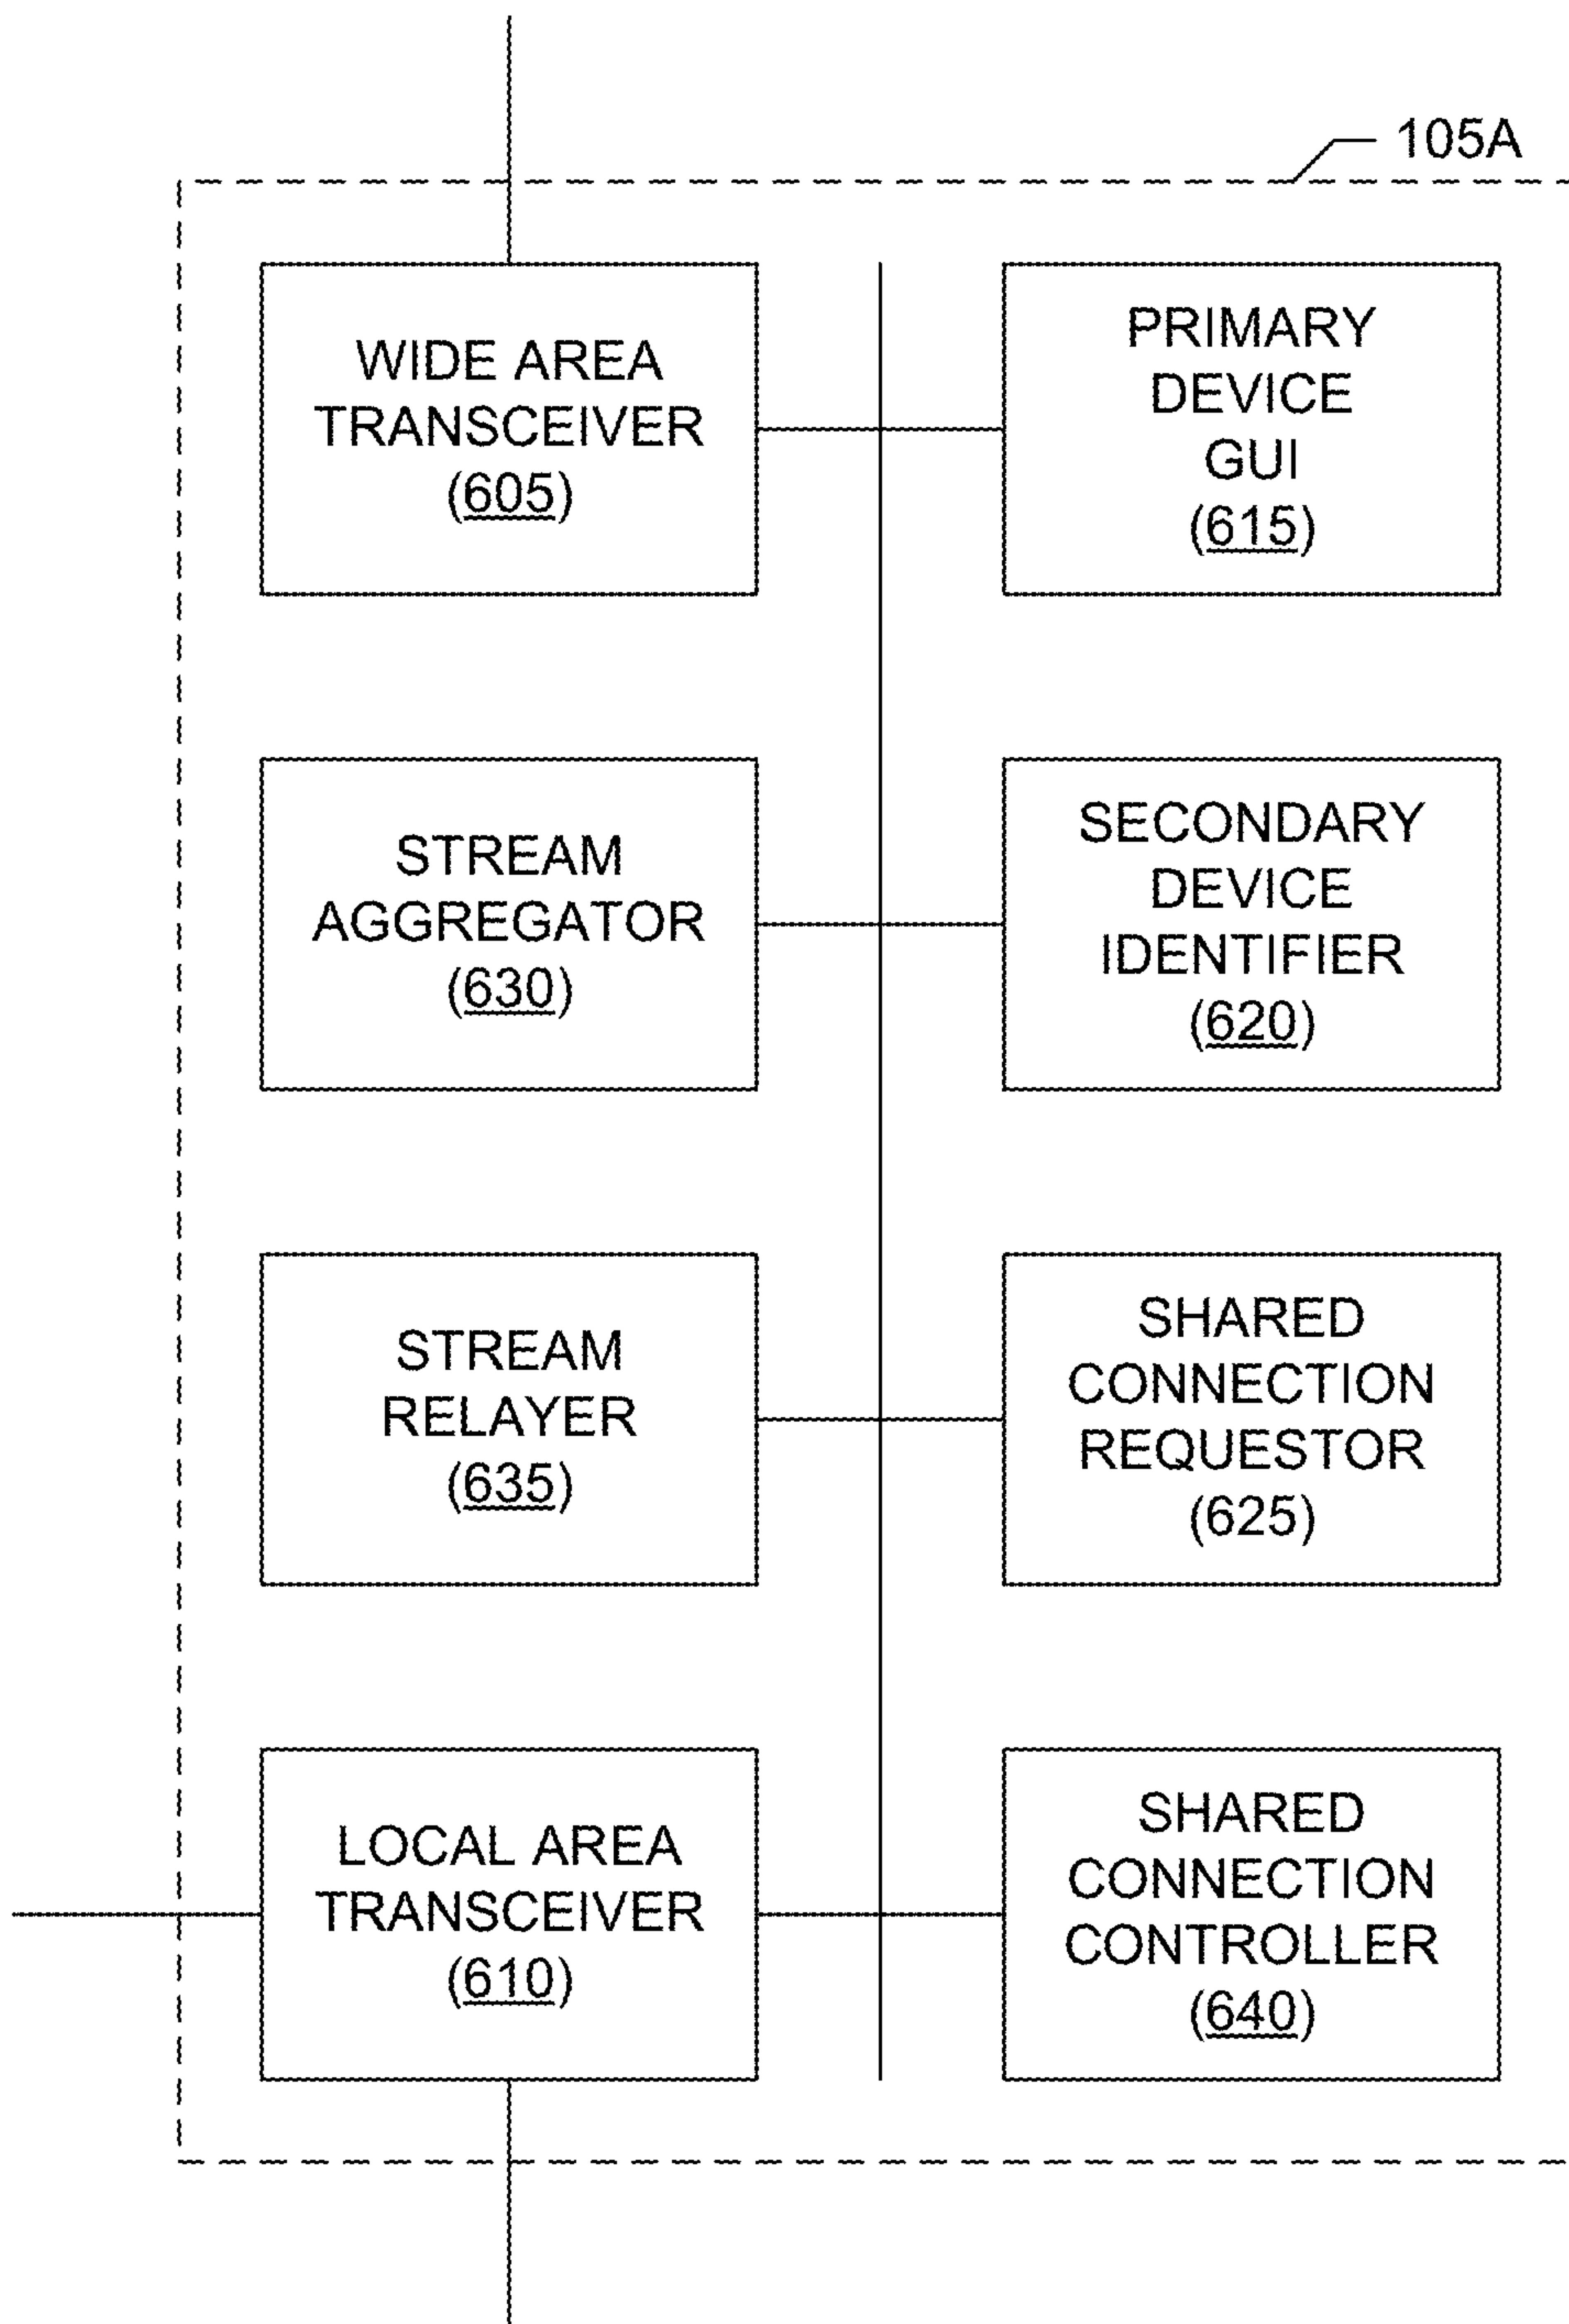 105A
WIDE AREA
TRANSCEIVER
(605)
PRIMARY
DEVICE
GUI
(615)
STREAM
AGGREGATOR
(630)
SECONDARY
DEVICE
IDENTIFIER
(620)
STREAM
RELAYER
(635)
SHARED
CONNECTION
REQUESTOR
(625)
LOCAL AREA
TRANSCEIVER
(610)
SHARED
CONNECTION
CONTROLLER
(640)